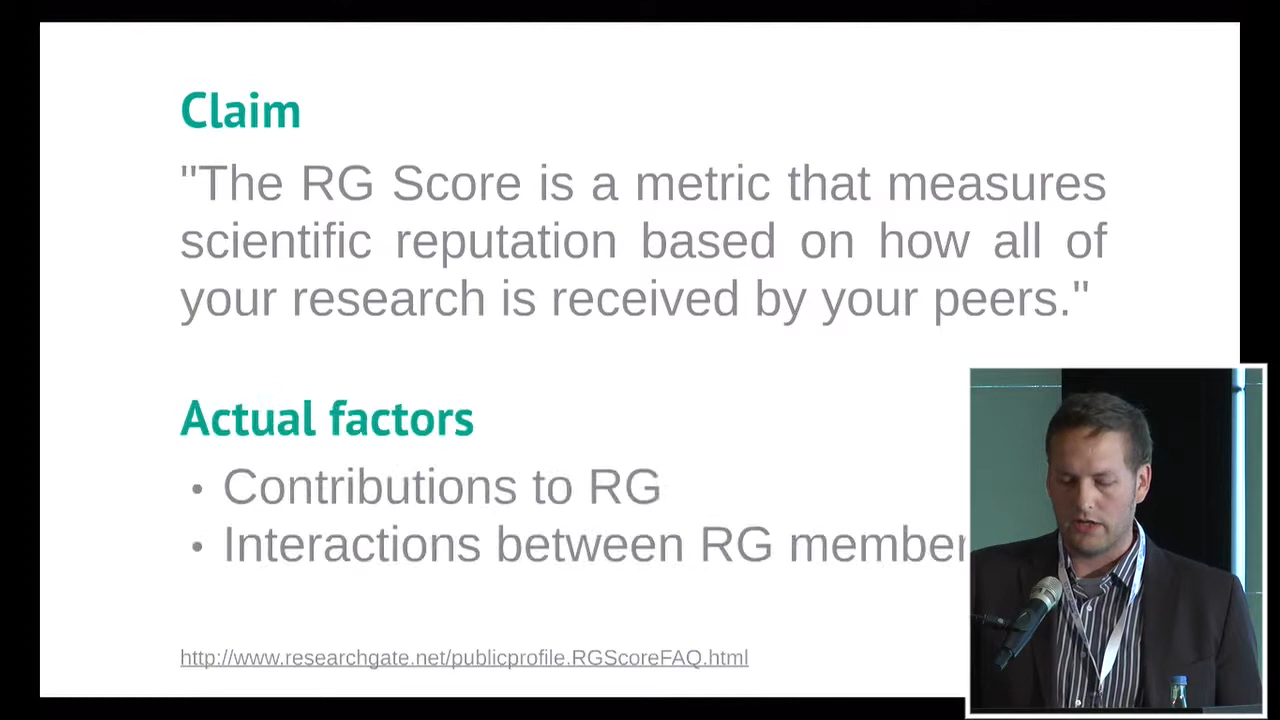 Claim
"The RG Score is a metric that measures
scientific reputation based on how all of
your research is received by your peers."
Actual factors
• Contributions to RG
• Interactions between RG member
http://www.researchgate.net/publicprofile.RGScoreFAQ.html